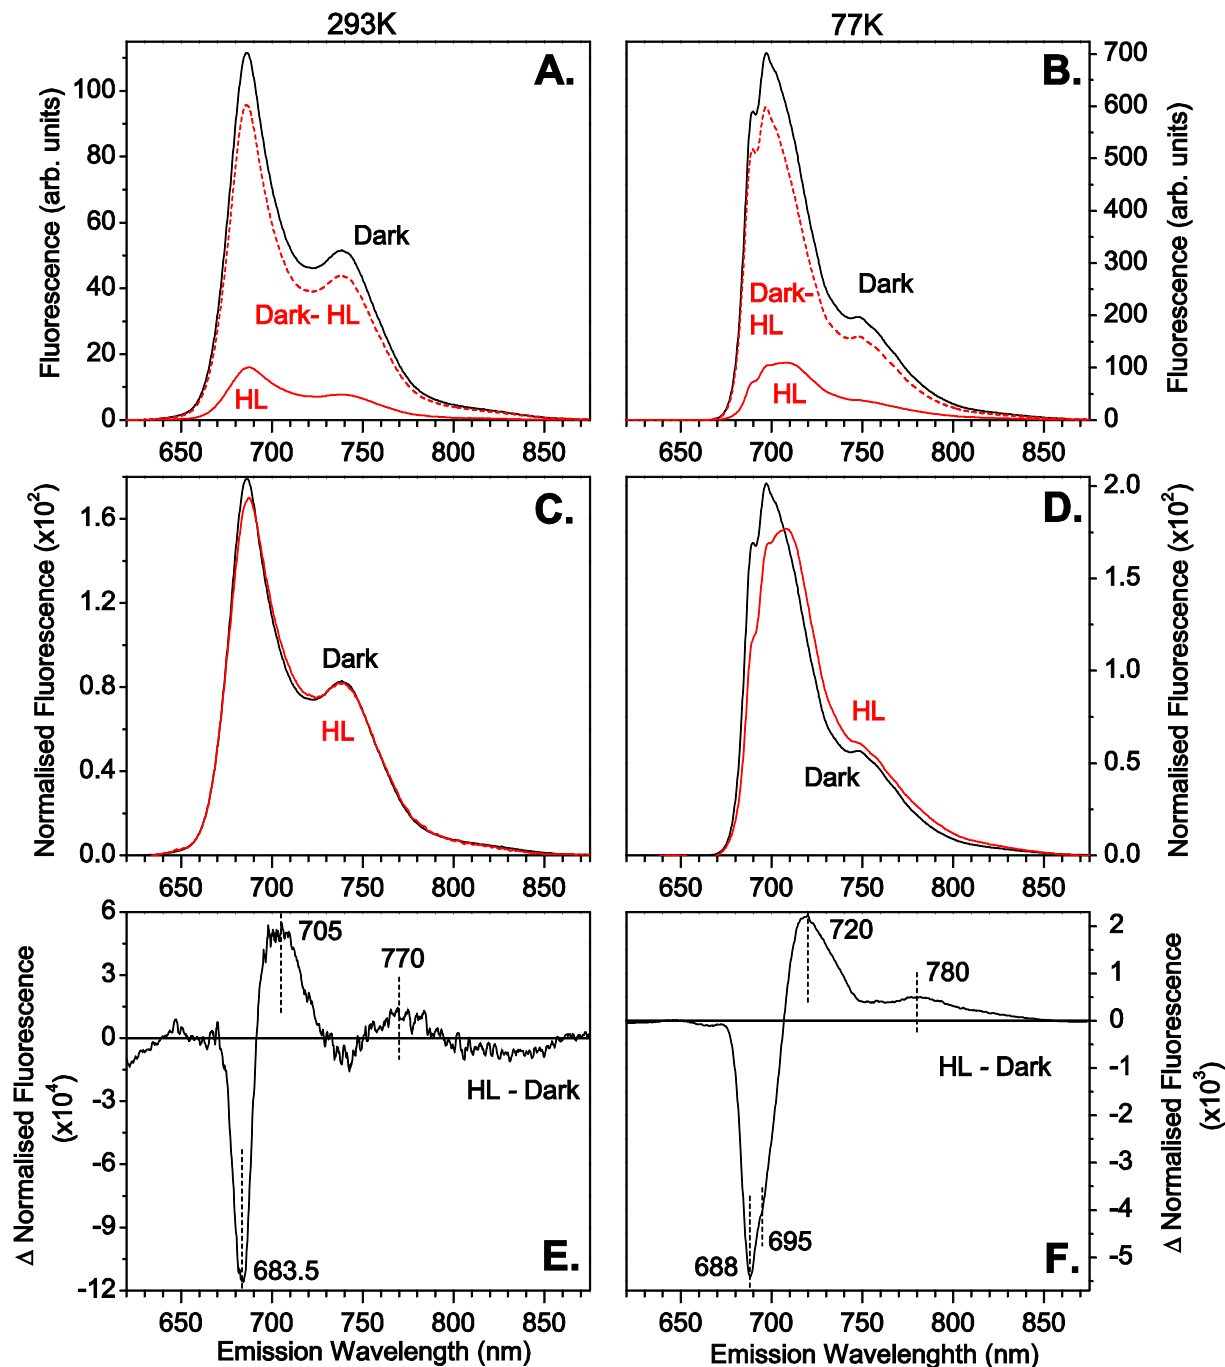 293K
77K
A.
B.
Fluorescence (arb. units)
100
80
60
40
20
0
Dark
Dark- HL
HL
650 700 750 800 850
700
600
500
400
300
200
100
0
Fluorescence (arb. units)
Dark
Dark-
HL
HL
650 700 750 800 850
C.
Normalised Fluorescence (x10²)
1.6
1.2
0.8
0.4
0.0
Dark
HL
650 700 750 800 850
D.
2.0
1.5
1.0
0.5
0.0
Normalised Fluorescence (x10²)
HL
Dark
650 700 750 800 850
Δ Normalised Fluorescence
(x10⁴)
6
3
0
-3
-6
-9
-12
705
770
HL - Dark
683.5
E.
650 700 750 800 850
Emission Wavelength (nm)
720
780
HL - Dark
695
688
F.
2
1
0
-1
-2
-3
-4
-5
Δ Normalised Fluorescence
(x10³)
650 700 750 800 850
Emission Wavelenghth (nm)